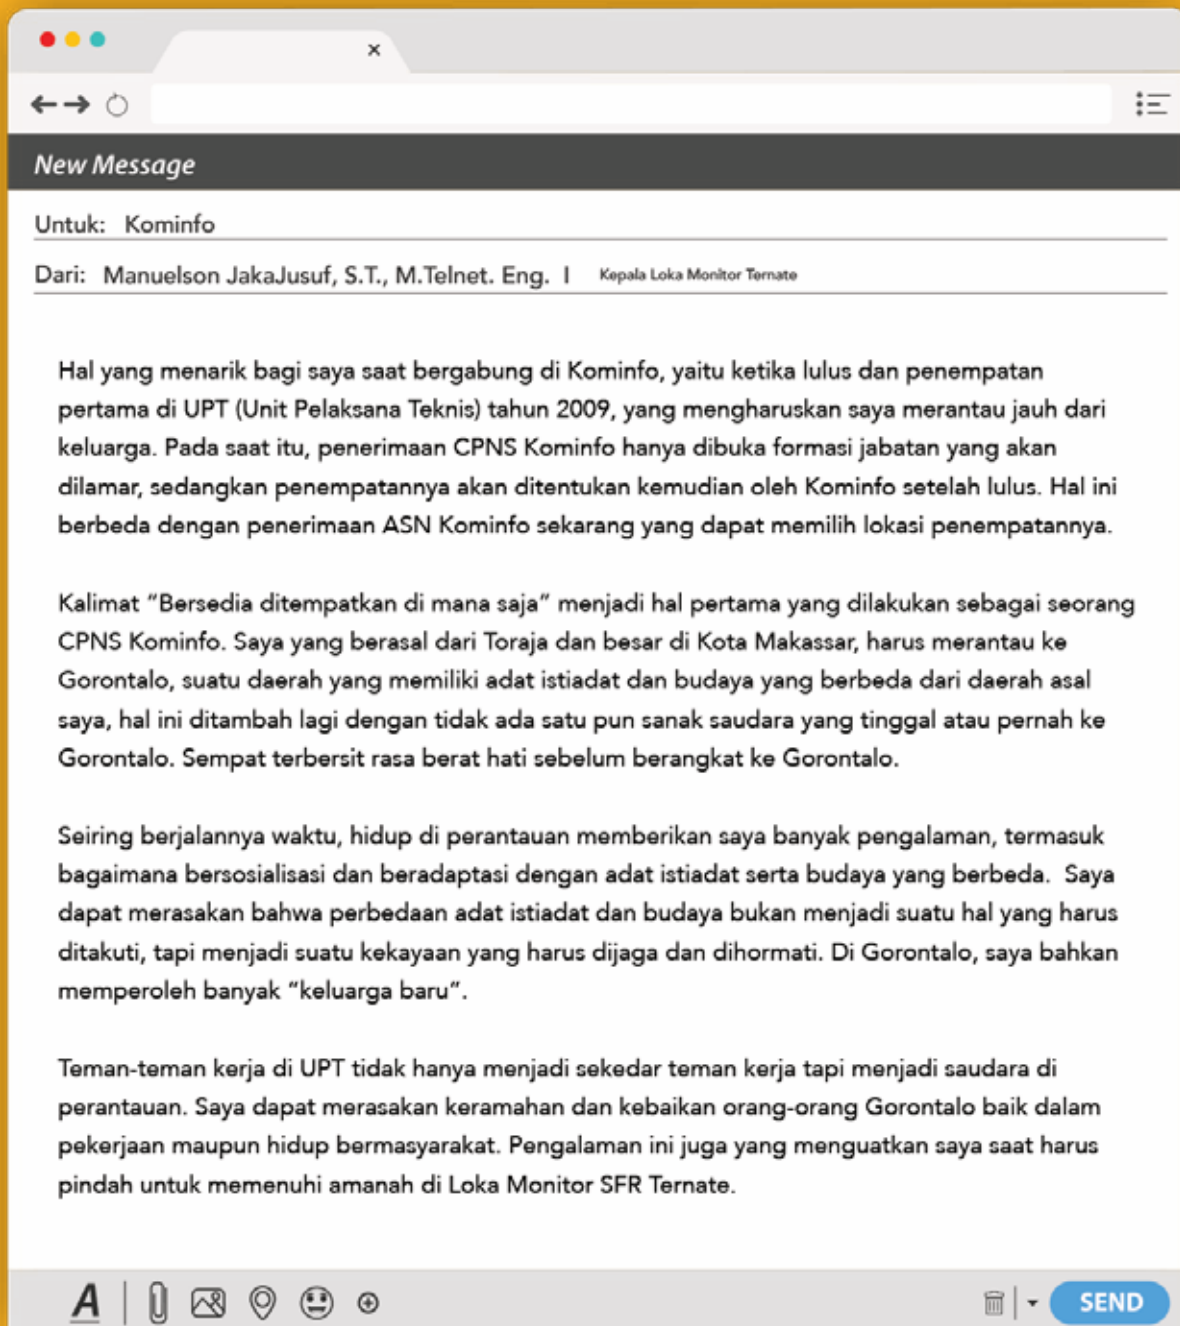 New Message
Untuk: Kominfo
Dari: Manuelson JakaJusuf, S.T., M.Telnet. Eng. I Kepala Loka Monitor Ternate
Hal yang menarik bagi saya saat bergabung di Kominfo, yaitu ketika lulus dan penempatan
pertama di UPT (Unit Pelaksana Teknis) tahun 2009, yang mengharuskan saya merantau jauh dari
keluarga. Pada saat itu, penerimaan CPNS Kominfo hanya dibuka formasi jabatan yang akan
dilamar, sedangkan penempatannya akan ditentukan kemudian oleh Kominfo setelah lulus. Hal ini
berbeda dengan penerimaan ASN Kominfo sekarang yang dapat memilih lokasi penempatannya.
Kalimat “Bersedia ditempatkan di mana saja” menjadi hal pertama yang dilakukan sebagai seorang
CPNS Kominfo. Saya yang berasal dari Toraja dan besar di Kota Makassar, harus merantau ke
Gorontalo, suatu daerah yang memiliki adat istiadat dan budaya yang berbeda dari daerah asal
saya, hal ini ditambah lagi dengan tidak ada satu pun sanak saudara yang tinggal atau pernah ke
Gorontalo. Sempat terbersit rasa berat hati sebelum berangkat ke Gorontalo.
Seiring berjalannya waktu, hidup di perantauan memberikan saya banyak pengalaman, termasuk
bagaimana bersosialisasi dan beradaptasi dengan adat istiadat serta budaya yang berbeda. Saya
dapat merasakan bahwa perbedaan adat istiadat dan budaya bukan menjadi suatu hal yang harus
ditakuti, tapi menjadi suatu kekayaan yang harus dijaga dan dihormati. Di Gorontalo, saya bahkan
memperoleh banyak “keluarga baru”.
Teman-teman kerja di UPT tidak hanya menjadi sekedar teman kerja tapi menjadi saudara di
perantauan. Saya dapat merasakan keramahan dan kebaikan orang-orang Gorontalo baik dalam
pekerjaan maupun hidup bermasyarakat. Pengalaman ini juga yang menguatkan saya saat harus
pindah untuk memenuhi amanah di Loka Monitor SFR Ternate.
A
SEND